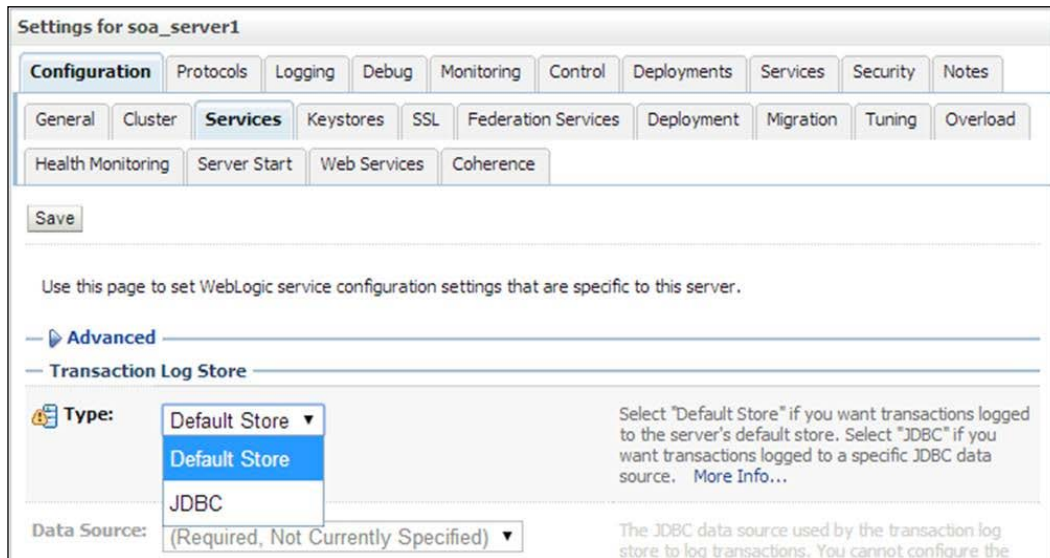 Settings for soa_server1
Configuration Protocols Logging Debug Monitoring Control Deployments Services Security Notes
General Cluster Services Keystores SSL Federation Services Deployment Migration Tuning Overload
Health Monitoring Server Start Web Services Coherence
Save
Use this page to set WebLogic service configuration settings that are specific to this server.
Advanced
Transaction Log Store
Type:
Default Store
Default Store
JDBC
Select "Default Store" if you want transactions logged
to the server's default store. Select "JDBC" if you
want transactions logged to a specific JDBC data
source. More Info...
Data Source:
(Required, Not Currently Specified)
The JDBC data source used by the transaction log
store to log transactions. You cannot configure the